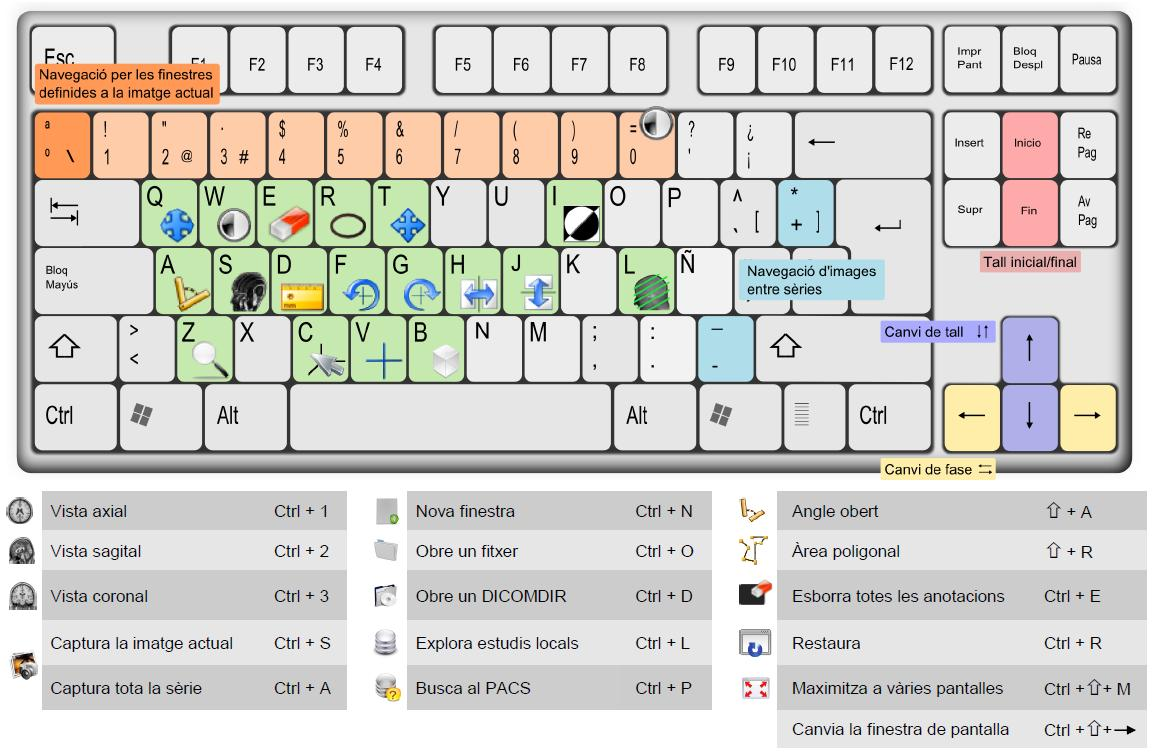 Esc F1 F2 F3 F4 F5 F6 F7 F8 F9 F10 F11 F12 Impr Pant Bloq Despl Pausa
Navegació per les finestres
definides a la imatge actual
ª º \ ! 1 " 2 @ · 3 # $ 4 % 5 & 6 / 7 ( 8 ) 9 = 0 ? ' ¿ ¡ ← Insert Inicio Re Pag
Q W E R T Y U I O P ^ ` [ * + ] Supr Fin Av Pag
Tall inicial/final
Bloq Mayús A S D F G H J K L Ñ
Navegació d'images
entre sèries
> < Z X C V B N M ; , : . _ -
Canvi de tall ↓↑
↑
Ctrl Alt Alt Ctrl ← ↓ →
Canvi de fase ⇆
Vista axial Ctrl + 1
Vista sagital Ctrl + 2
Vista coronal Ctrl + 3
Captura la imatge actual Ctrl + S
Captura tota la sèrie Ctrl + A
Nova finestra Ctrl + N
Obre un fitxer Ctrl + O
Obre un DICOMDIR Ctrl + D
Explora estudis locals Ctrl + L
Busca al PACS Ctrl + P
Angle obert ⇧ + A
Àrea poligonal ⇧ + R
Esborra totes les anotacions Ctrl + E
Restaura Ctrl + R
Maximitza a vàries pantalles Ctrl +⇧+ M
Canvia la finestra de pantalla Ctrl +⇧+→